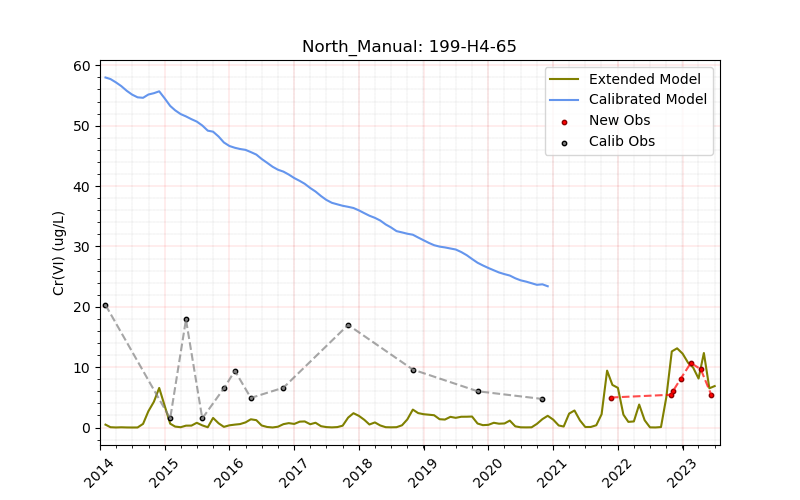 North_Manual: 199-H4-65
Extended Model
Calibrated Model
New Obs
Calib Obs
Cr(VI) (ug/L)
60
50
40
30
20
10
0
2014
2015
2016
2017
2018
2019
2020
2021
2022
2023